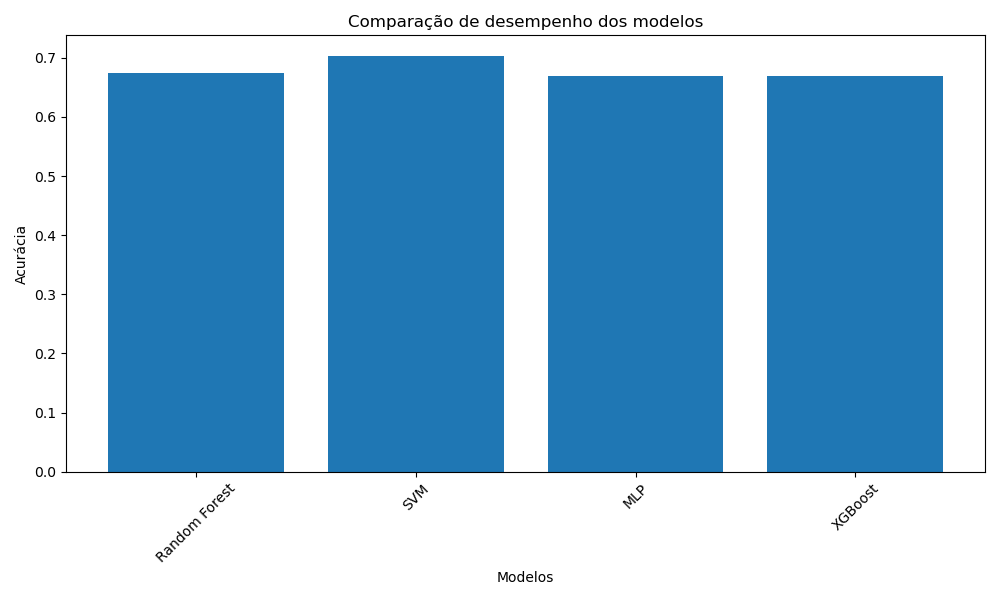 Comparação de desempenho dos modelos
0.7
0.6
0.5
0.4
0.3
0.2
0.1
0.0
Acurácia
Random Forest
SVM
MLP
XGBoost
Modelos